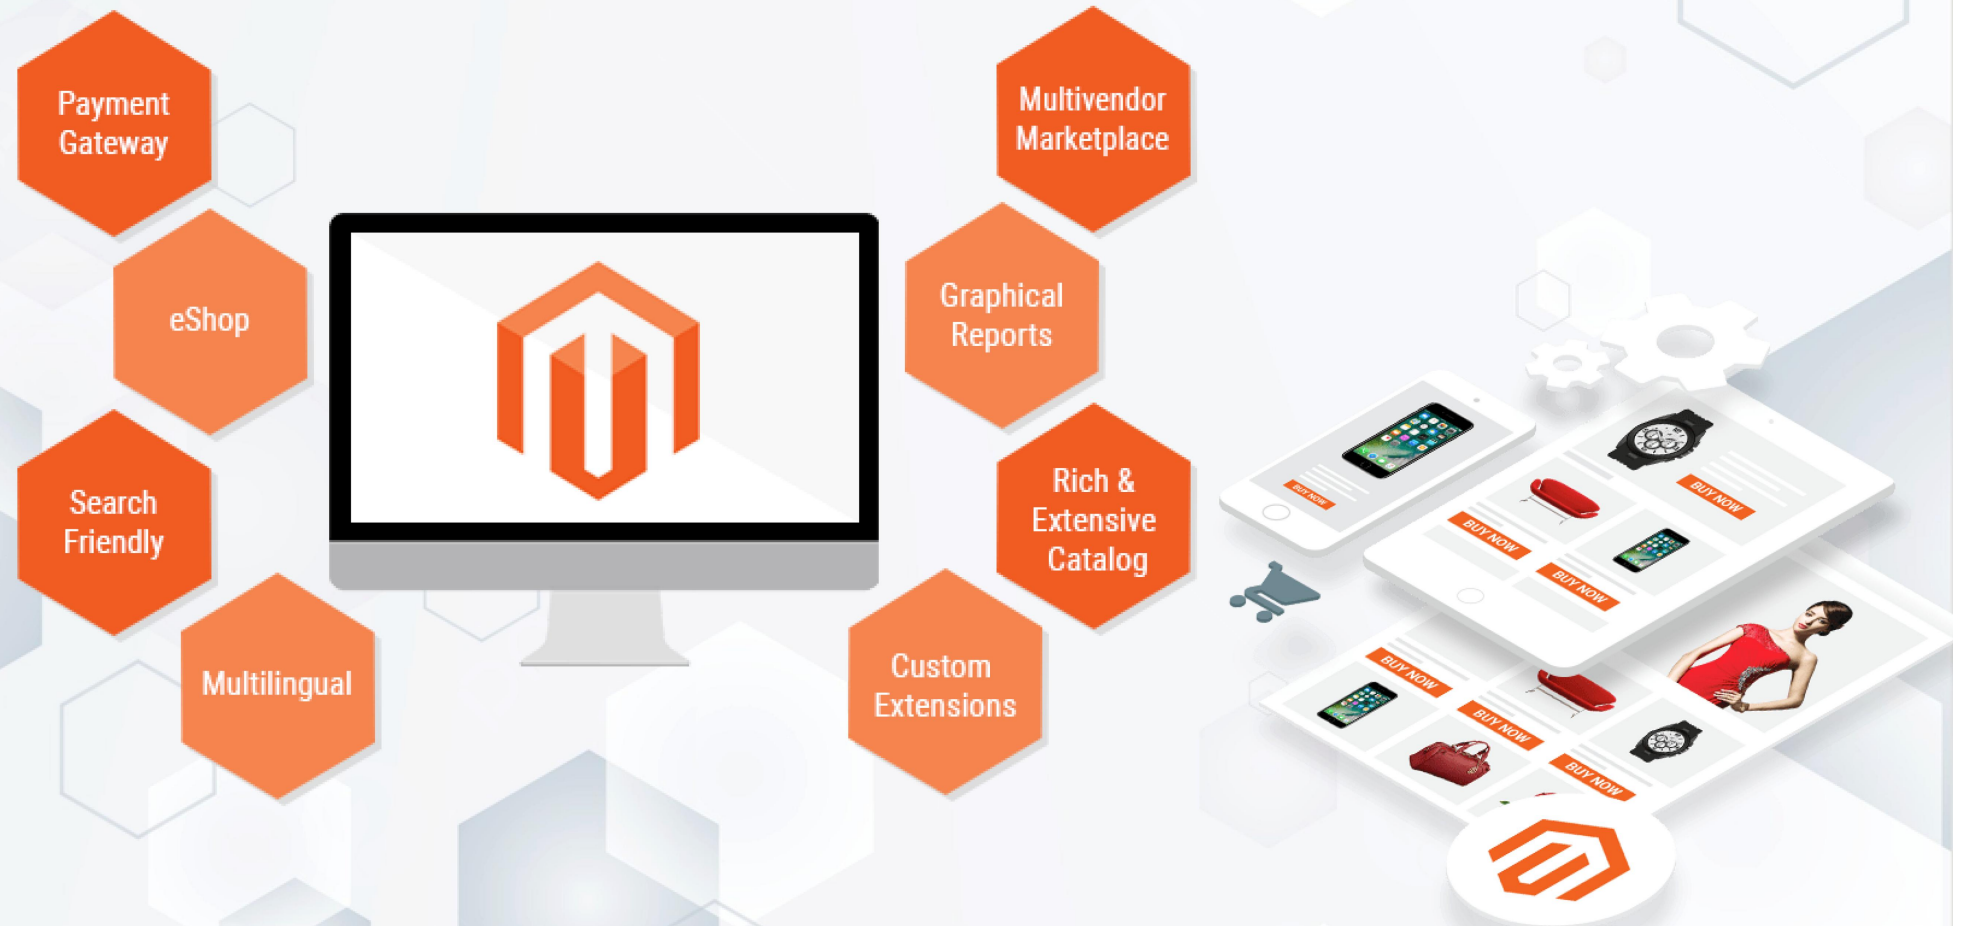 Payment
Gateway
eShop
Search
Friendly
Multilingual
Multivendor
Marketplace
Graphical
Reports
Rich &
Extensive
Catalog
Custom
Extensions
BUY NOW
BUY NOW
BUY NOW
BUY NOW
BUY NOW
BUY NOW
BUY NOW